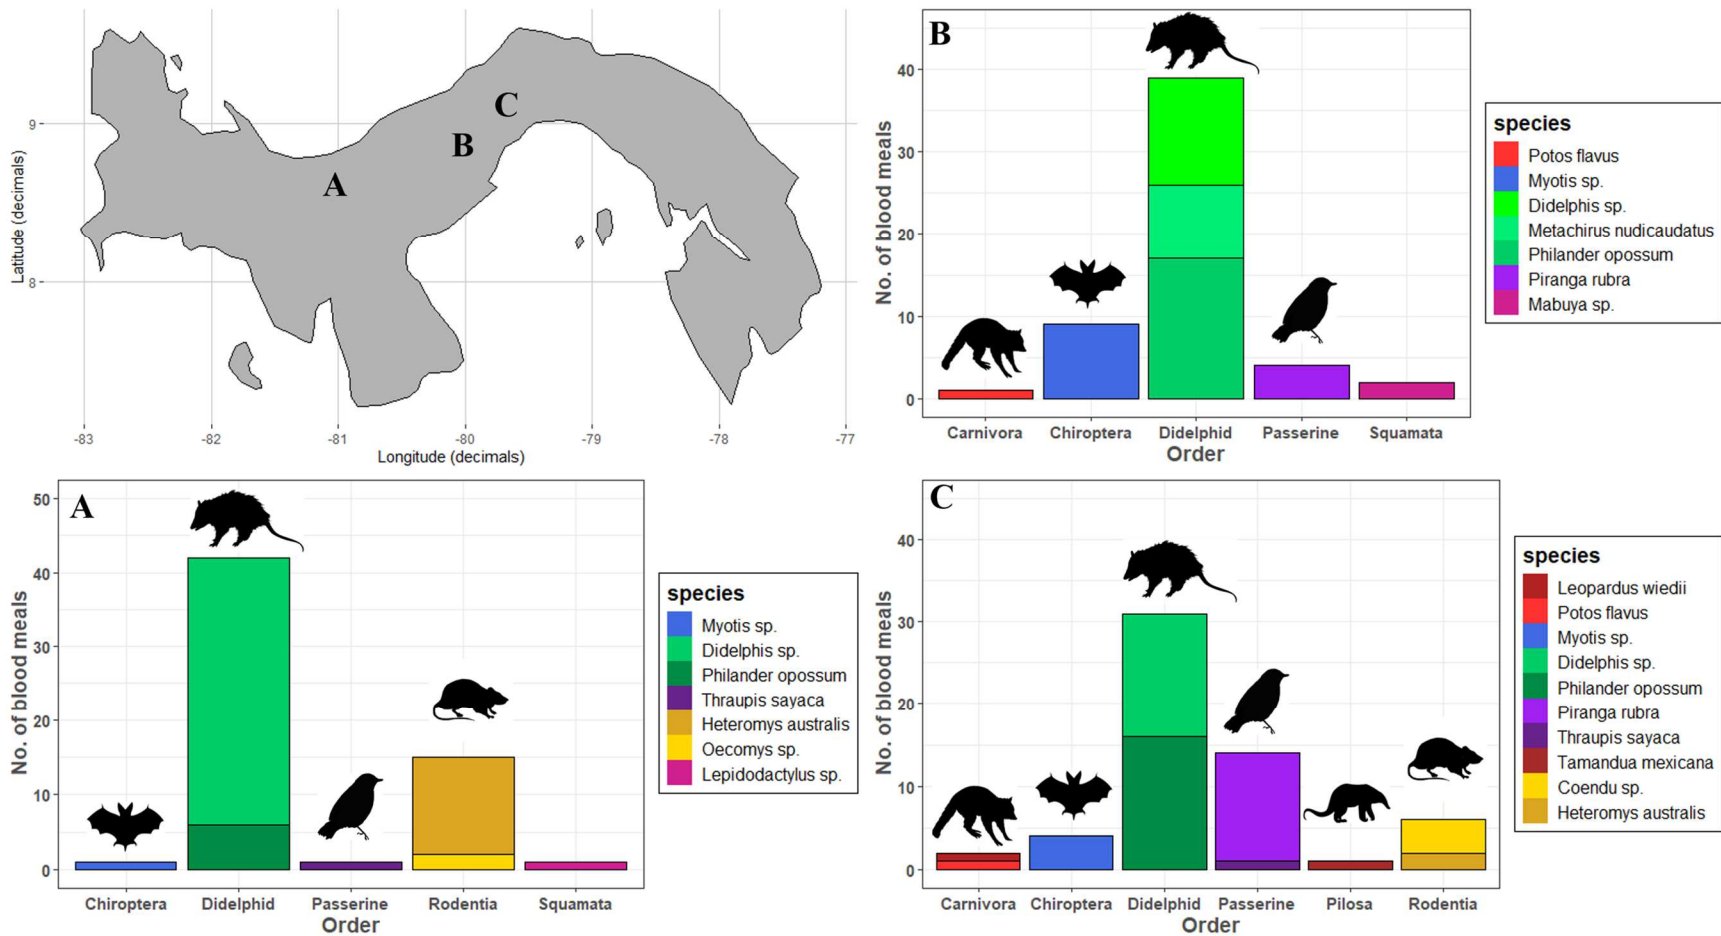 9
8
Latitude (decimals)
A
B
C
-83
-82
-81
-80
-79
-78
-77
Longitude (decimals)
B
No. of blood meals
40
30
20
10
0
Carnivora
Chiroptera
Didelphid
Passerine
Squamata
Order
species
Potos flavus
Myotis sp.
Didelphis sp.
Metachirus nudicaudatus
Philander opossum
Piranga rubra
Mabuya sp.
A
No. of blood meals
50
40
30
20
10
0
Chiroptera
Didelphid
Passerine
Rodentia
Squamata
Order
species
Myotis sp.
Didelphis sp.
Philander opossum
Thraupis sayaca
Heteromys australis
Oecomys sp.
Lepidodactylus sp.
C
No. of blood meals
40
30
20
10
0
Carnivora
Chiroptera
Didelphid
Passerine
Pilosa
Rodentia
Order
species
Leopardus wiedii
Potos flavus
Myotis sp.
Didelphis sp.
Philander opossum
Piranga rubra
Thraupis sayaca
Tamandua mexicana
Coendu sp.
Heteromys australis